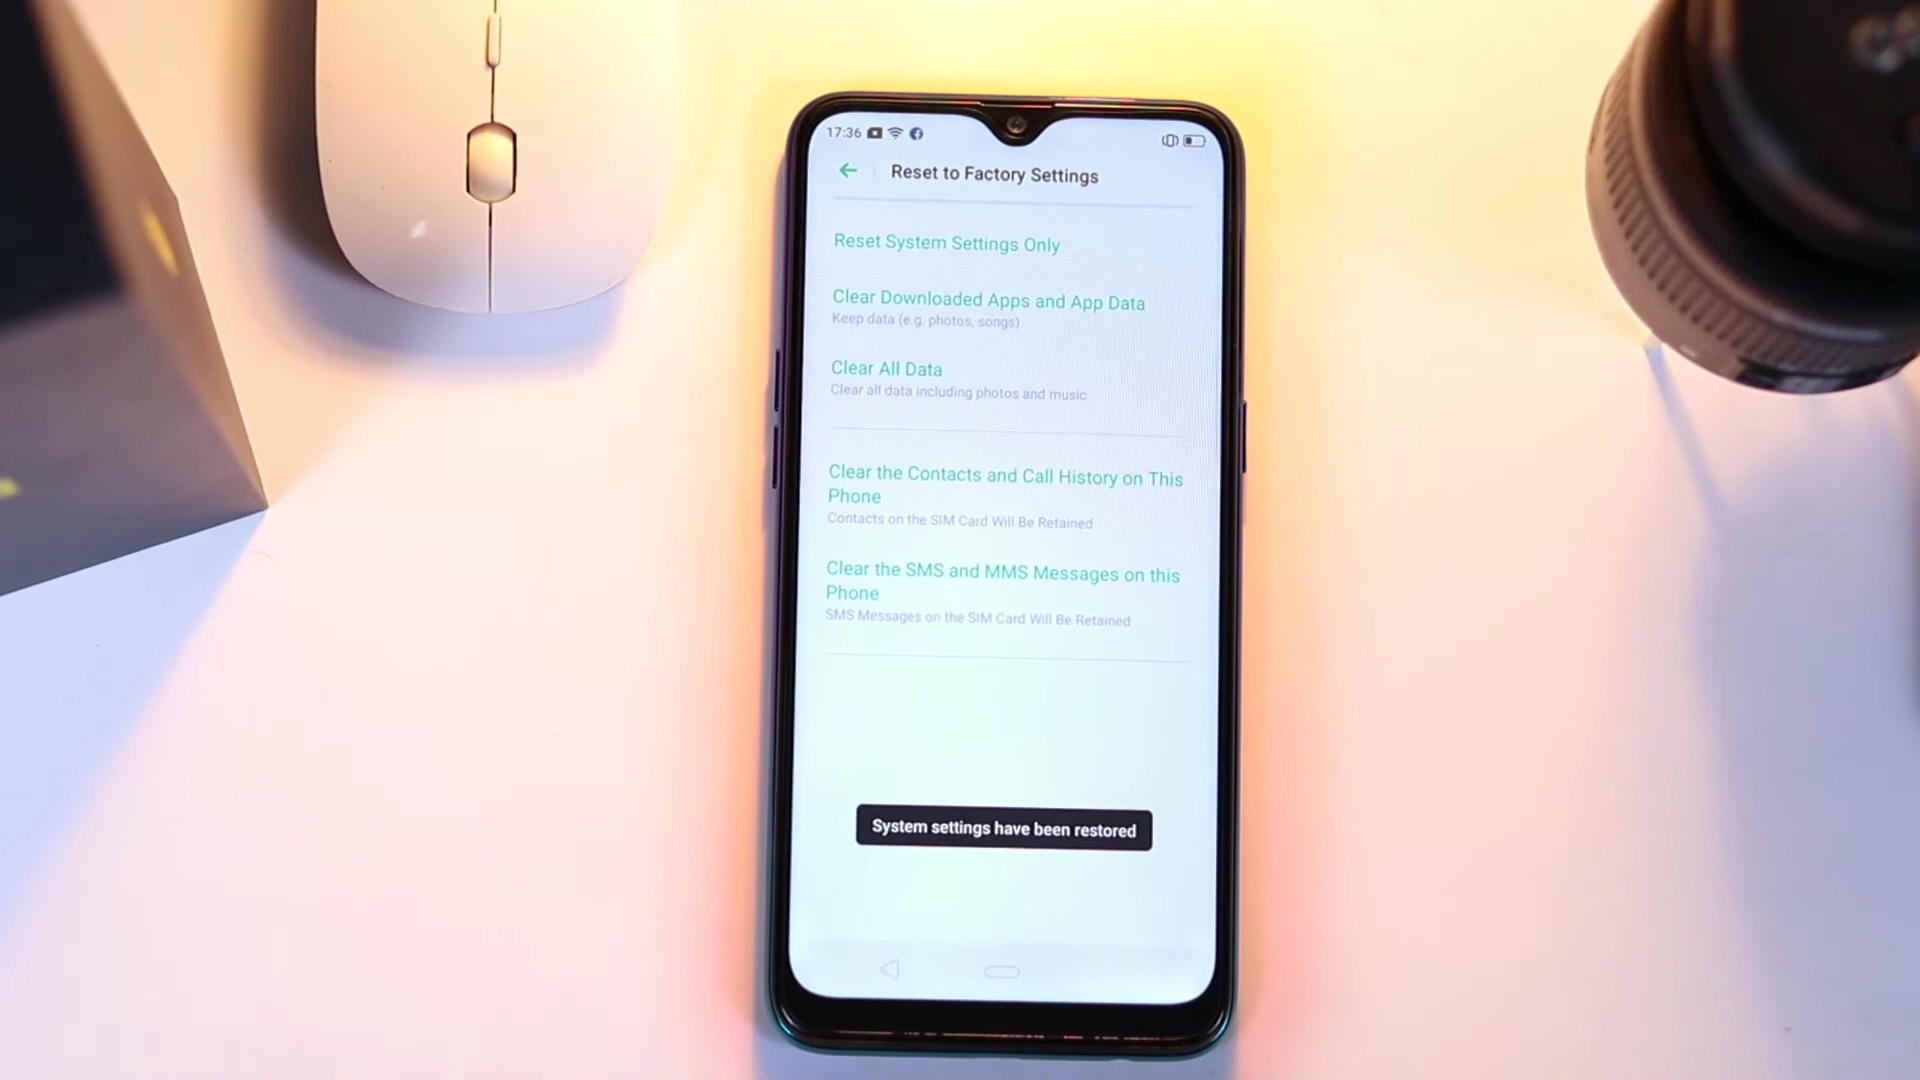 17:36
Reset to Factory Settings
Reset System Settings Only
Clear Downloaded Apps and App Data
Keep data (e.g. photos, songs)
Clear All Data
Clear all data including photos and music
Clear the Contacts and Call History on This
Phone
Contacts on the SIM Card Will Be Retained
Clear the SMS and MMS Messages on this
Phone
SMS Messages on the SIM Card Will Be Retained
System settings have been restored